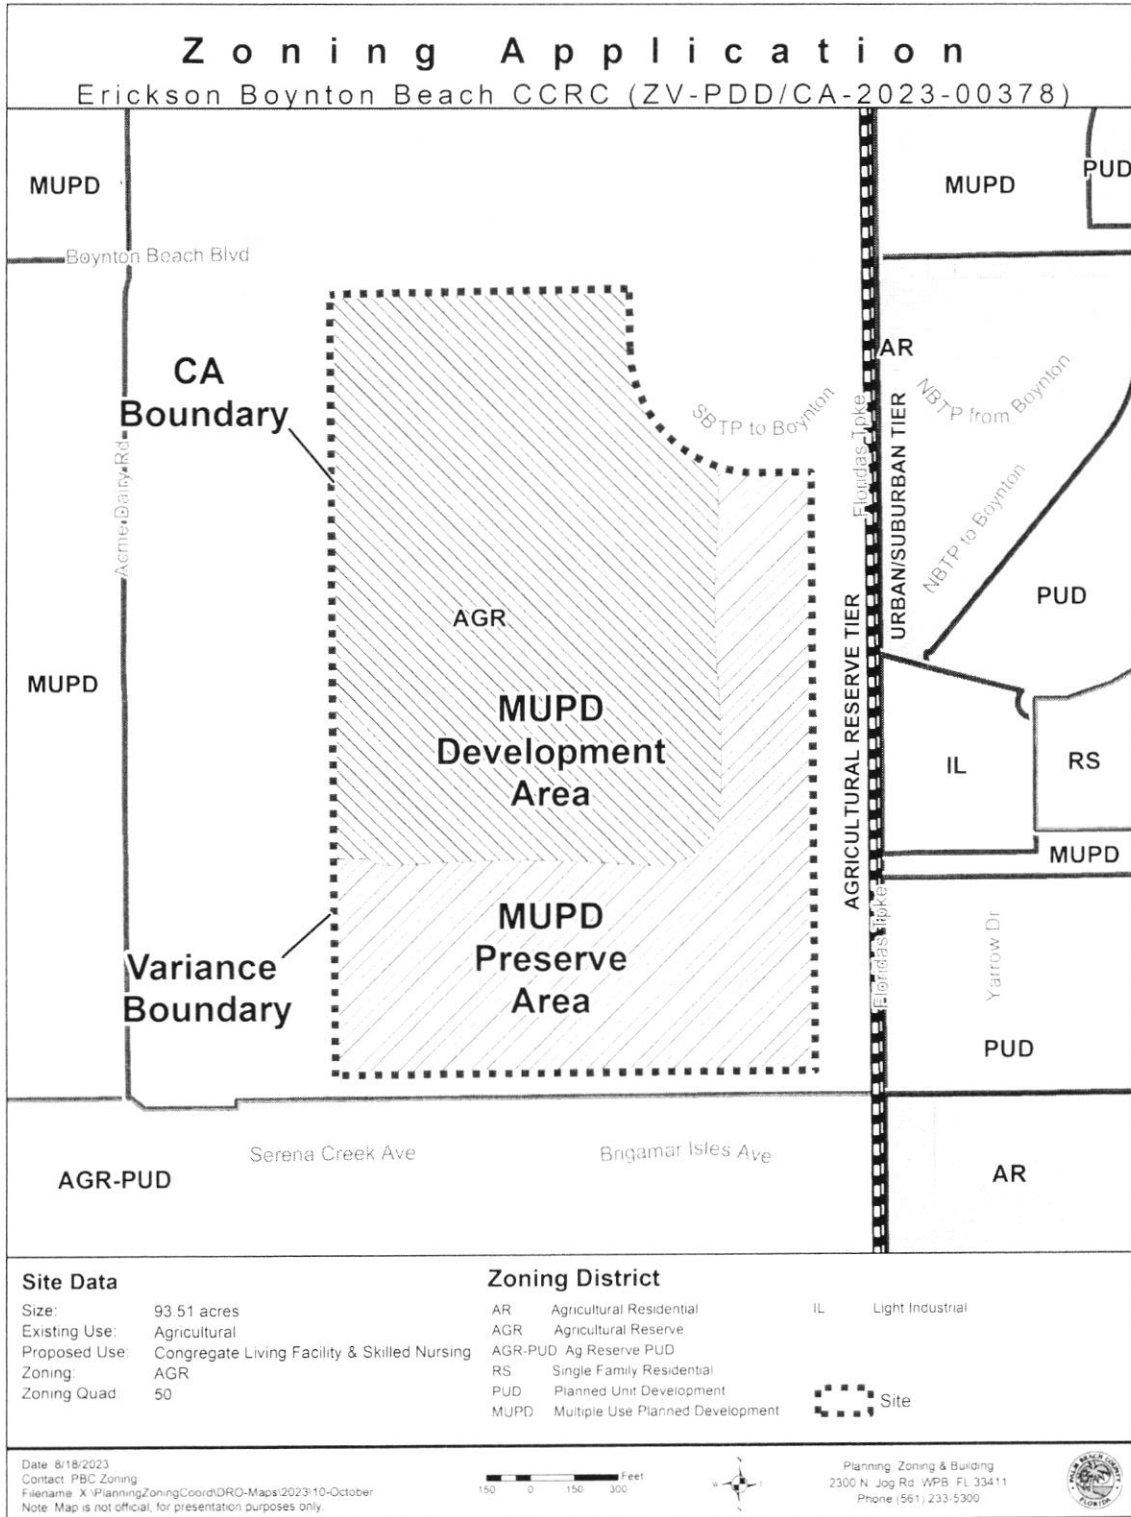 Zoning Application
Erickson Boynton Beach CCRC (ZV-PDD/CA-2023-00378)
MUPD
MUPD
PUD
Boynton Beach Blvd
CA
Boundary
AR
SBTP to Boynton
NBTP from Boynton
Floridas Tpke
URBAN/SUBURBAN TIER
NBTP to Boynton
Acme Dairy Rd
AGR
PUD
MUPD
MUPD
Development
Area
AGRICULTURAL RESERVE TIER
IL
RS
MUPD
MUPD
Preserve
Area
Variance
Boundary
Floridas Tpke
Yarrow Dr
PUD
Serena Creek Ave
Brigamar Isles Ave
AGR-PUD
AR
Site Data
Size: 93.51 acres
Existing Use: Agricultural
Proposed Use: Congregate Living Facility & Skilled Nursing
Zoning: AGR
Zoning Quad 50
Zoning District
AR Agricultural Residential
AGR Agricultural Reserve
AGR-PUD Ag Reserve PUD
RS Single Family Residential
PUD Planned Unit Development
MUPD Multiple Use Planned Development
IL Light Industrial
Site
Date: 8/18/2023
Contact: PBC Zoning
Filename: X:\PlanningZoningCoord\DRO-Maps\2023\10-October
Note: Map is not official, for presentation purposes only.
150 0 150 300 Feet
W
Planning, Zoning & Building
2300 N. Jog Rd. WPB, FL 33411
Phone (561) 233-5300
PALM BEACH COUNTY
FLORIDA